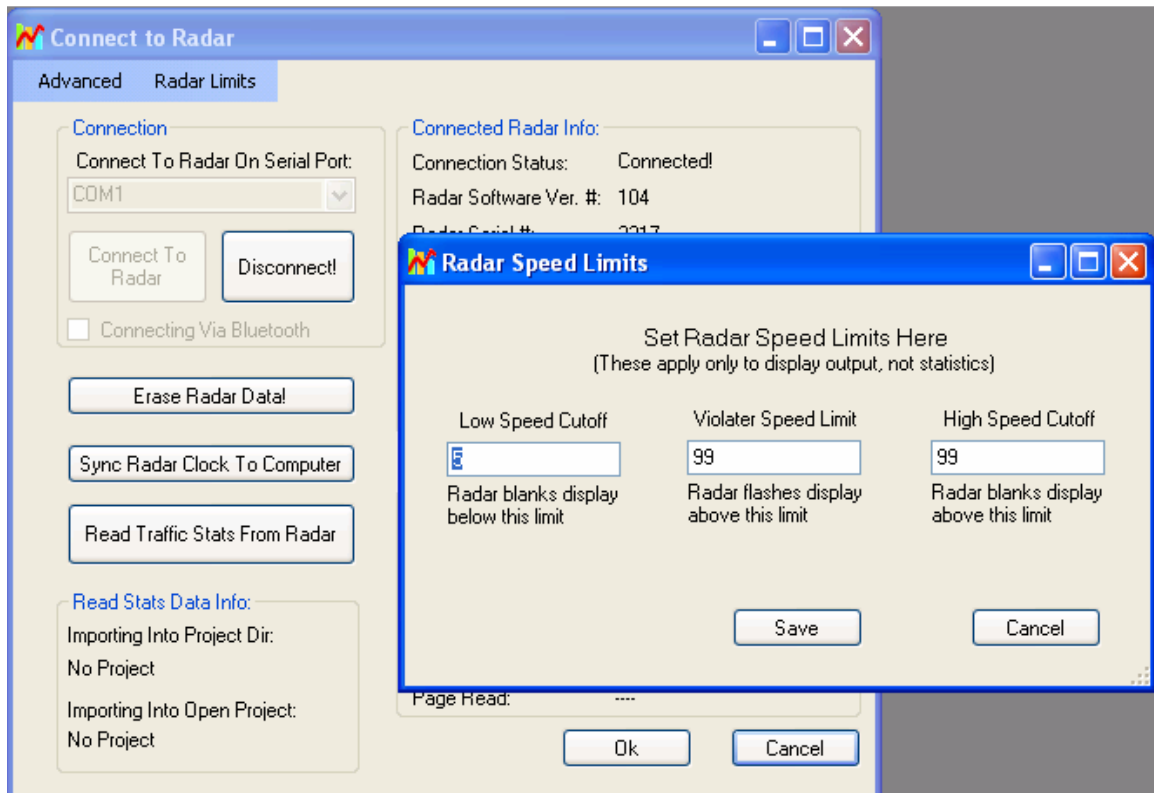 Connect to Radar
Advanced Radar Limits
Connection
Connect To Radar On Serial Port:
COM1
Connect To
Radar
Disconnect!
Connecting Via Bluetooth
Erase Radar Data!
Sync Radar Clock To Computer
Read Traffic Stats From Radar
Read Stats Data Info:
Importing Into Project Dir:
No Project
Importing Into Open Project:
No Project
Connected Radar Info:
Connection Status: Connected!
Radar Software Ver. #: 104
Radar Serial #: 2217
Radar Speed Limits
Set Radar Speed Limits Here
(These apply only to display output, not statistics)
Low Speed Cutoff
5
Radar blanks display
below this limit
Violater Speed Limit
99
Radar flashes display
above this limit
High Speed Cutoff
99
Radar blanks display
above this limit
Save Cancel
Page Read: ----
Ok Cancel